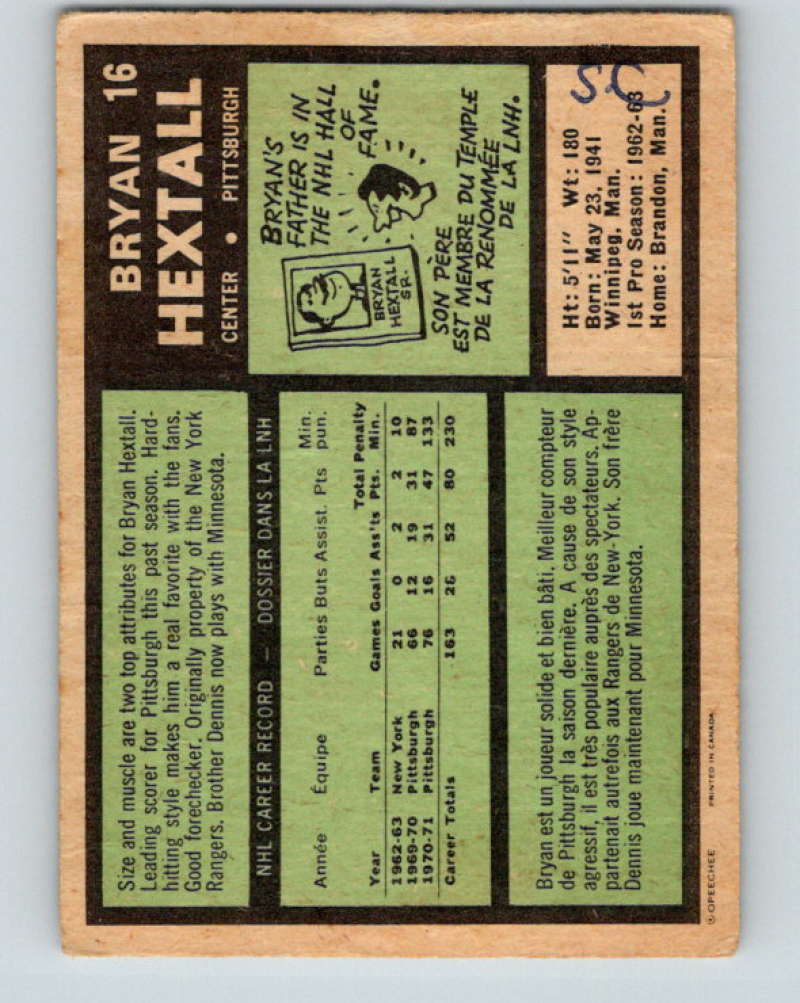 BRYAN 16
HEXTALL
CENTER • PITTSBURGH
Size and muscle are two top attributes for Bryan Hextall.
Leading scorer for Pittsburgh this past season. Hard-
hitting style makes him a real favorite with the fans.
Good forechecker. Originally property of the New York
Rangers. Brother Dennis now plays with Minnesota.
BRYAN'S
FATHER IS IN
THE NHL HALL
OF
FAME.
BRYAN
HEXTALL
SR.
SON PÈRE
EST MEMBRE DU TEMPLE
DE LA RENOMMÉE
DE LA LNH.
NHL CAREER RECORD — DOSSIER DANS LA LNH
Année Équipe Parties Buts Assist. Pts Min. pun.
Year Team Games Goals Ass'ts Total Pts. Penalty Min.
1962-63 New York 21 0 2 2 10
1969-70 Pittsburgh 66 12 19 31 87
1970-71 Pittsburgh 76 16 31 47 133
Career Totals 163 28 52 80 230
SC
Ht: 5'11" Wt: 180
Born: May 23, 1941
Winnipeg, Man.
1st Pro Season: 1962-63
Home: Brandon, Man.
Bryan est un joueur solide et bien bâti. Meilleur compteur
de Pittsburgh la saison dernière. A cause de son style
agressif, il est très populaire auprès des spectateurs. Ap-
partenait autrefois aux Rangers de New-York. Son frère
Dennis joue maintenant pour Minnesota.
© OPEECHEE PRINTED IN CANADA